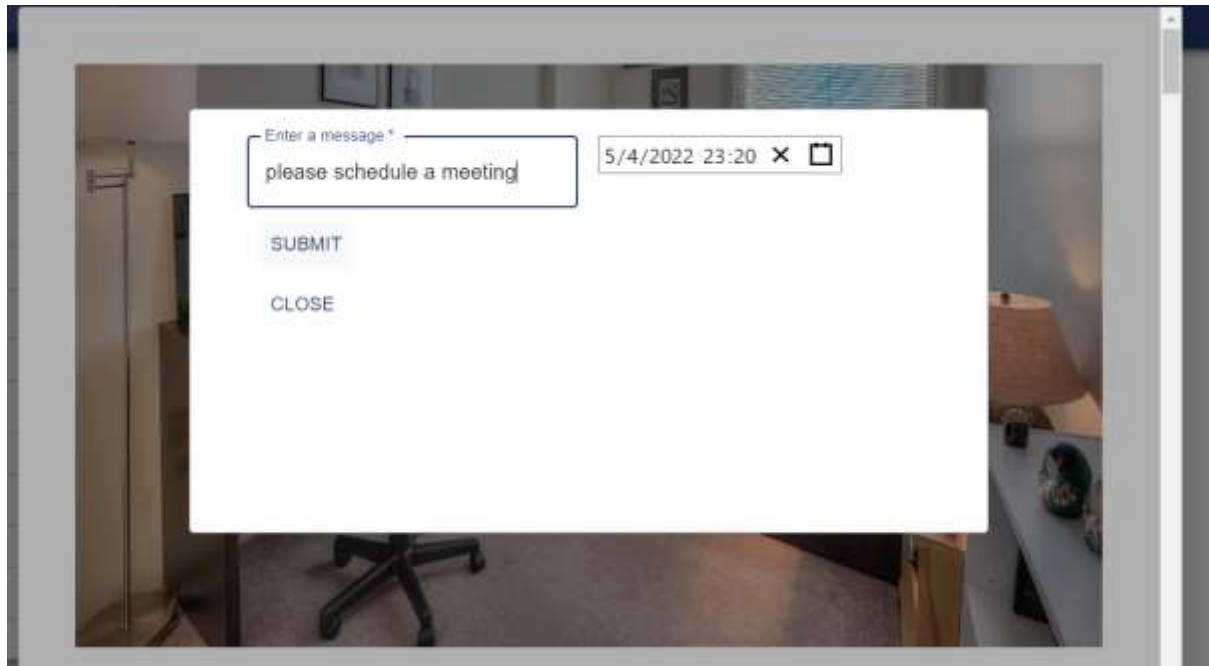 Enter a message *
please schedule a meeting
5/4/2022 23:20
SUBMIT
CLOSE